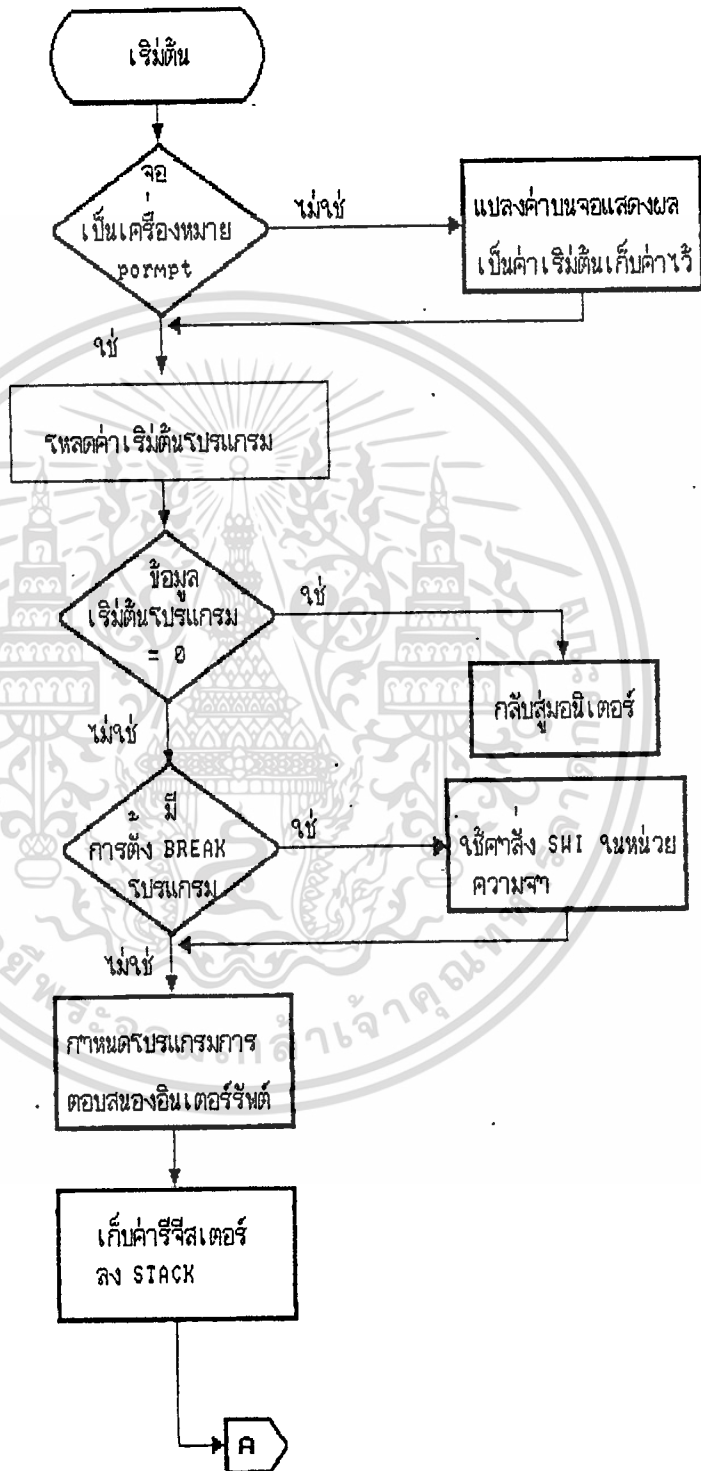 เริ่มต้น
จอ
เป็นเครื่องหมาย
pormpt
ไม่ใช่
แปลงค่าบนจอแสดงผล
เป็นค่าเริ่มต้นเก็บค่าไว้
ใช่
โหลดค่าเริ่มต้นโปรแกรม
ข้อมูล
เริ่มต้นโปรแกรม
= 0
ใช่
กลับสู่มอนิเตอร์
ไม่ใช่
มี
การตั้ง BREAK
โปรแกรม
ใช่
ใช้คำสั่ง SWI ในหน่วย
ความจำ
ไม่ใช่
กำหนดโปรแกรมการ
ตอบสนองอินเตอร์รัพต์
เก็บค่ารีจีสเตอร์
ลง STACK
A